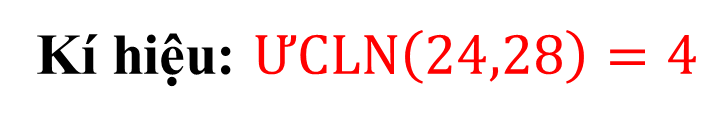 Kí hiệu: ƯCLN(24,28) = 4